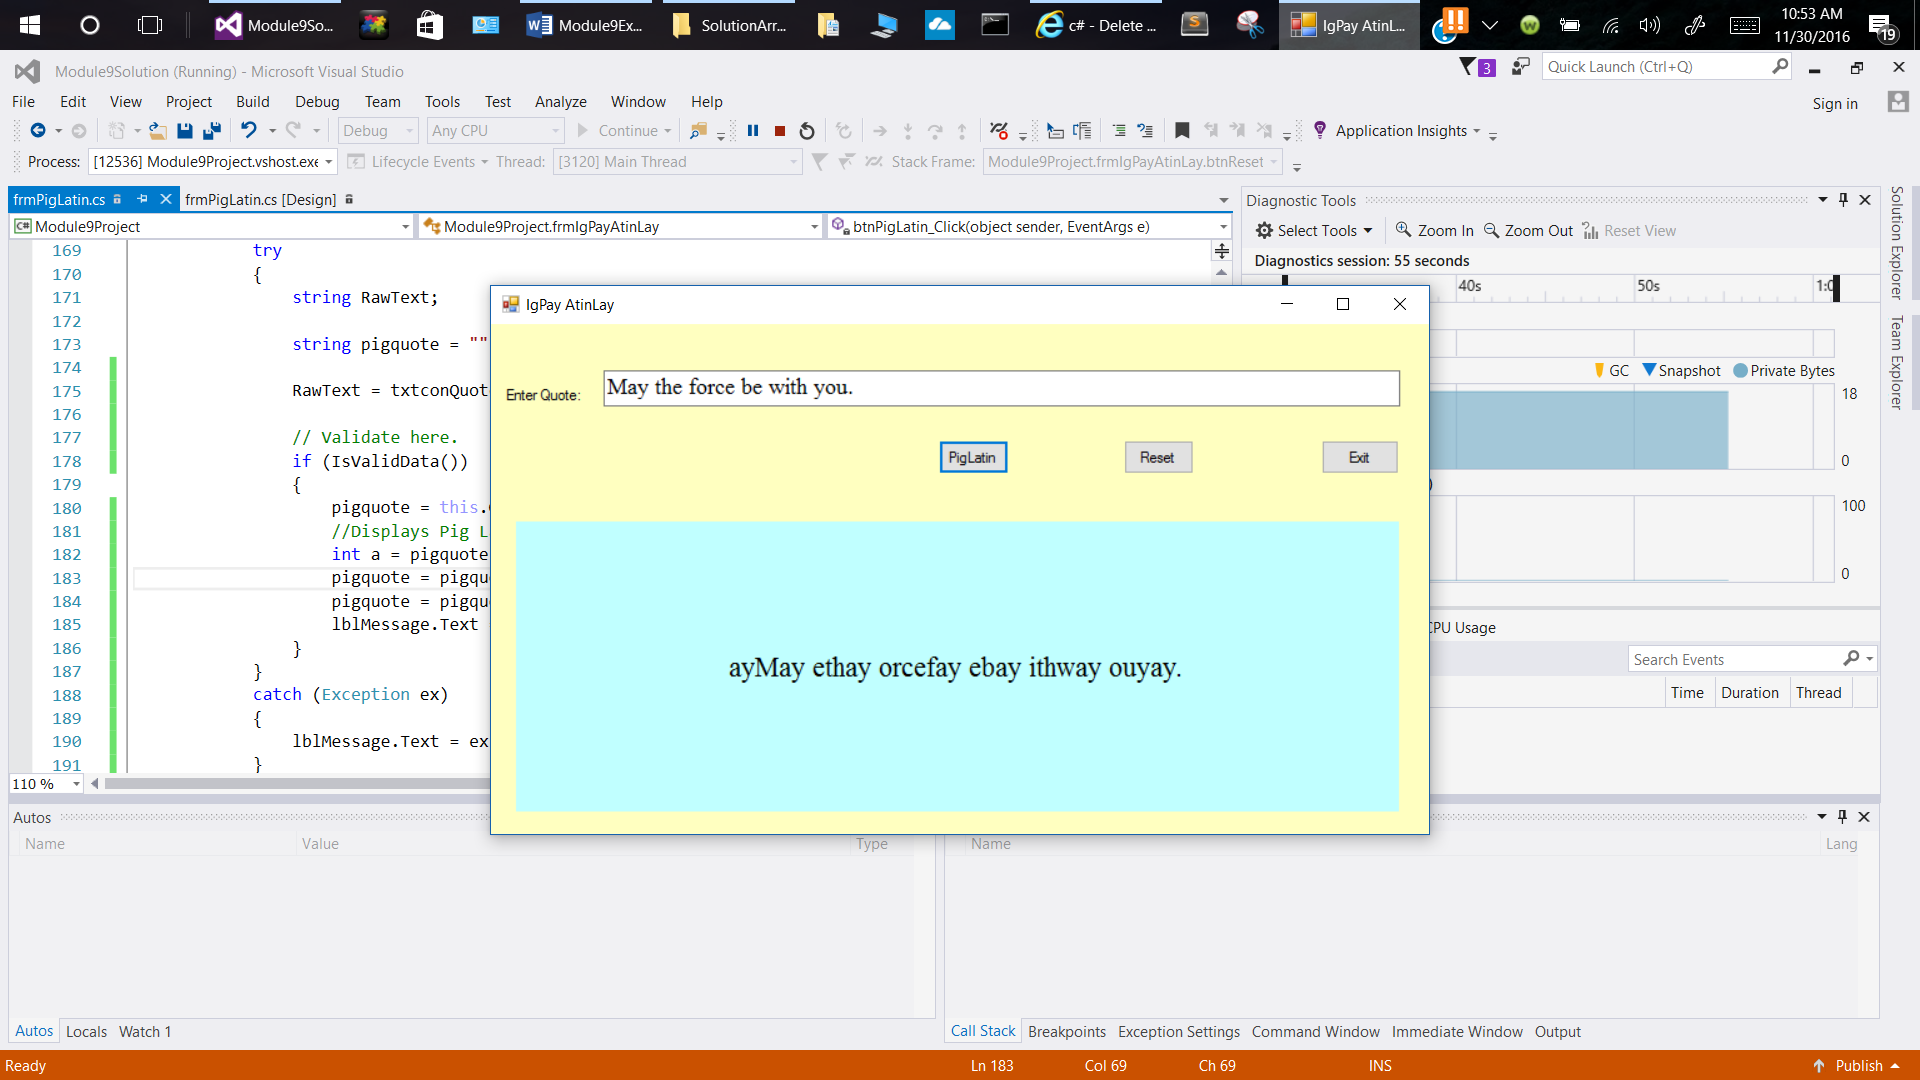 Module9So...
Module9Ex...
SolutionArr...
c# - Delete ...
IgPay AtinL...
10:53 AM
11/30/2016
19
Module9Solution (Running) - Microsoft Visual Studio
3
Quick Launch (Ctrl+Q)
File Edit View Project Build Debug Team Tools Test Analyze Window Help
Sign in
Debug
Any CPU
Continue
Application Insights
Process: [12536] Module9Project.vshost.exe
Lifecycle Events
Thread: [3120] Main Thread
Stack Frame: Module9Project.frmIgPayAtinLay.btnReset
frmPigLatin.cs
frmPigLatin.cs [Design]
Module9Project
Module9Project.frmIgPayAtinLay
btnPigLatin_Click(object sender, EventArgs e)
169 try
170 {
171 string RawText;
172
173 string pigquote = ""
174
175 RawText = txtconQuot
176
177 // Validate here.
178 if (IsValidData())
179 {
180 pigquote = this.
181 //Displays Pig L
182 int a = pigquote
183 pigquote = pigqu
184 pigquote = pigqu
185 lblMessage.Text
186 }
187 }
188 catch (Exception ex)
189 {
190 lblMessage.Text = ex
191 }
110 %
IgPay AtinLay
Enter Quote: May the force be with you.
PigLatin Reset Exit
ayMay ethay orcefay ebay ithway ouyay.
Diagnostic Tools
Select Tools Zoom In Zoom Out Reset View
Diagnostics session: 55 seconds
40s 50s 1:0
GC Snapshot Private Bytes
18
0
)
100
0
CPU Usage
Search Events
Time Duration Thread
Solution Explorer
Team Explorer
Autos
Name Value Type
Name Lang
Autos Locals Watch 1
Call Stack Breakpoints Exception Settings Command Window Immediate Window Output
Ready
Ln 183 Col 69 Ch 69 INS
Publish